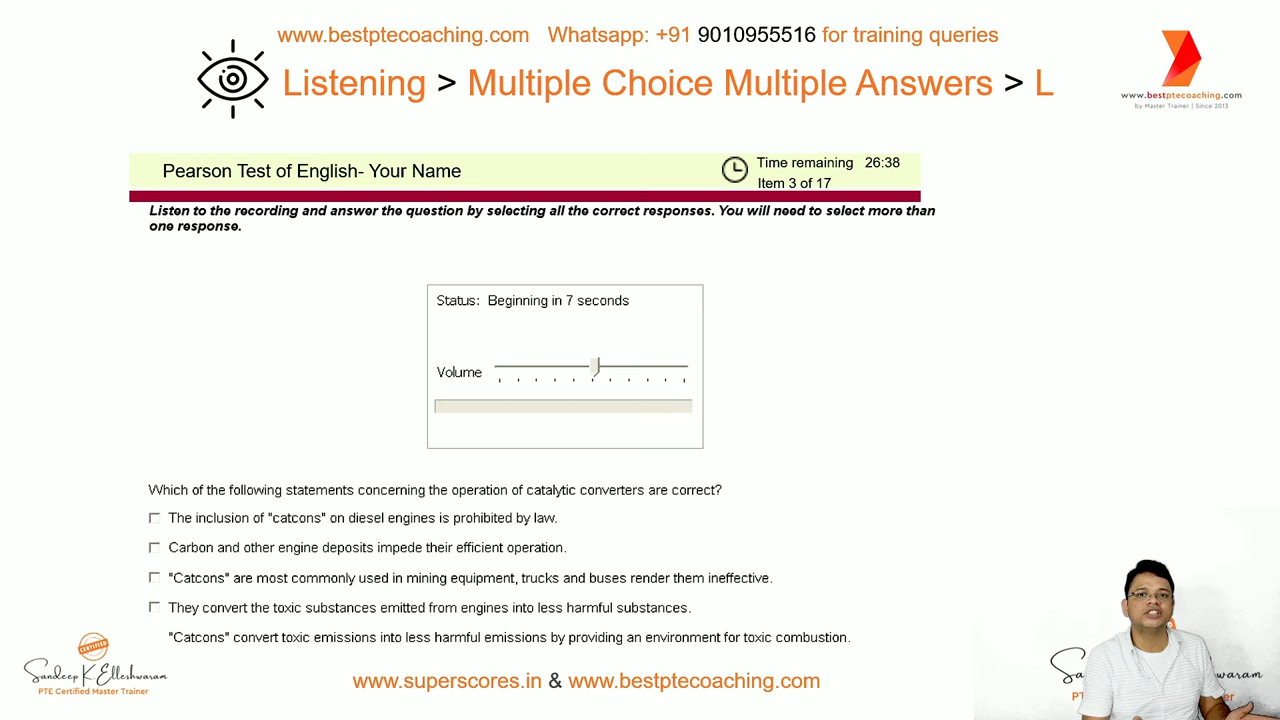 www.bestptecoaching.com Whatsapp: +91 9010955516 for training queries
Listening > Multiple Choice Multiple Answers > L
www.bestptecoaching.com
by Master Trainer | Since 2013
Pearson Test of English- Your Name
Time remaining 26:38
Item 3 of 17
Listen to the recording and answer the question by selecting all the correct responses. You will need to select more than
one response.
Status: Beginning in 7 seconds
Volume
Which of the following statements concerning the operation of catalytic converters are correct?
The inclusion of "catcons" on diesel engines is prohibited by law.
Carbon and other engine deposits impede their efficient operation.
"Catcons" are most commonly used in mining equipment, trucks and buses render them ineffective.
They convert the toxic substances emitted from engines into less harmful substances.
"Catcons" convert toxic emissions into less harmful emissions by providing an environment for toxic combustion.
CERTIFIED
Sandeep K. Elleshwaram
PTE Certified Master Trainer
www.superscores.in & www.bestptecoaching.com